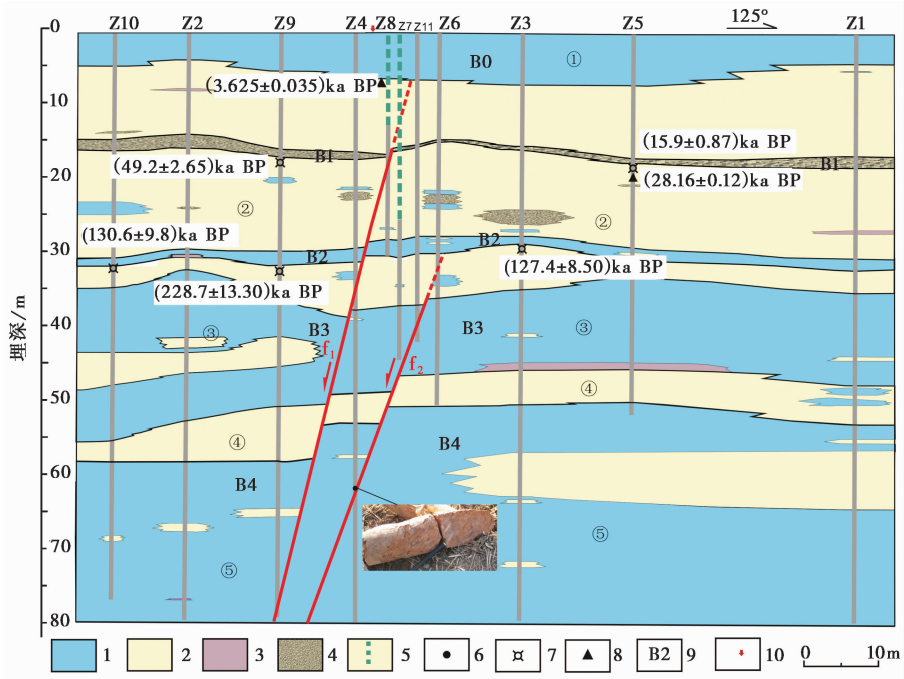 Z10 Z2 Z9 Z4 Z8 Z7 Z11 Z6 Z3 Z5 125° Z1
0
B0 ①
(3.625±0.035)ka BP
10
(15.9±0.87)ka BP
B1 B1
(49.2±2.65)ka BP
(28.16±0.12)ka BP
20
② ②
(130.6±9.8)ka BP
B2
30
B2
(127.4±8.50)ka BP
(228.7±13.30)ka BP
埋深/m
40
③ B3 B3 ③
f₁ f₂
④
50
④ B4
60
B4
⑤
70
⑤
80
1 2 3 4 5 6 7 8 B2 9 10 0 10m